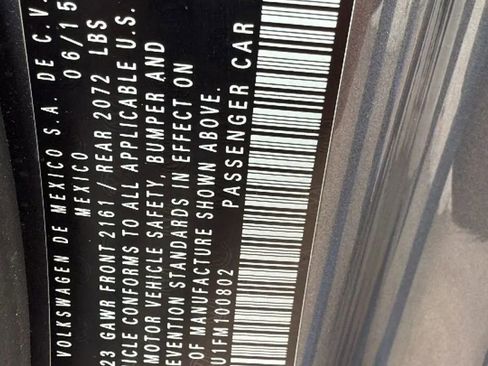 VOLKSWAGEN DE MEXICO S.A. DE C.V.
MEXICO 06/15
23 GAWR FRONT 2161 / REAR 2072 LBS
ICLE CONFORMS TO ALL APPLICABLE U.S.
MOTOR VEHICLE SAFETY, BUMPER AND
EVENTION STANDARDS IN EFFECT ON
OF MANUFACTURE SHOWN ABOVE.
U1FM100802 PASSENGER CAR